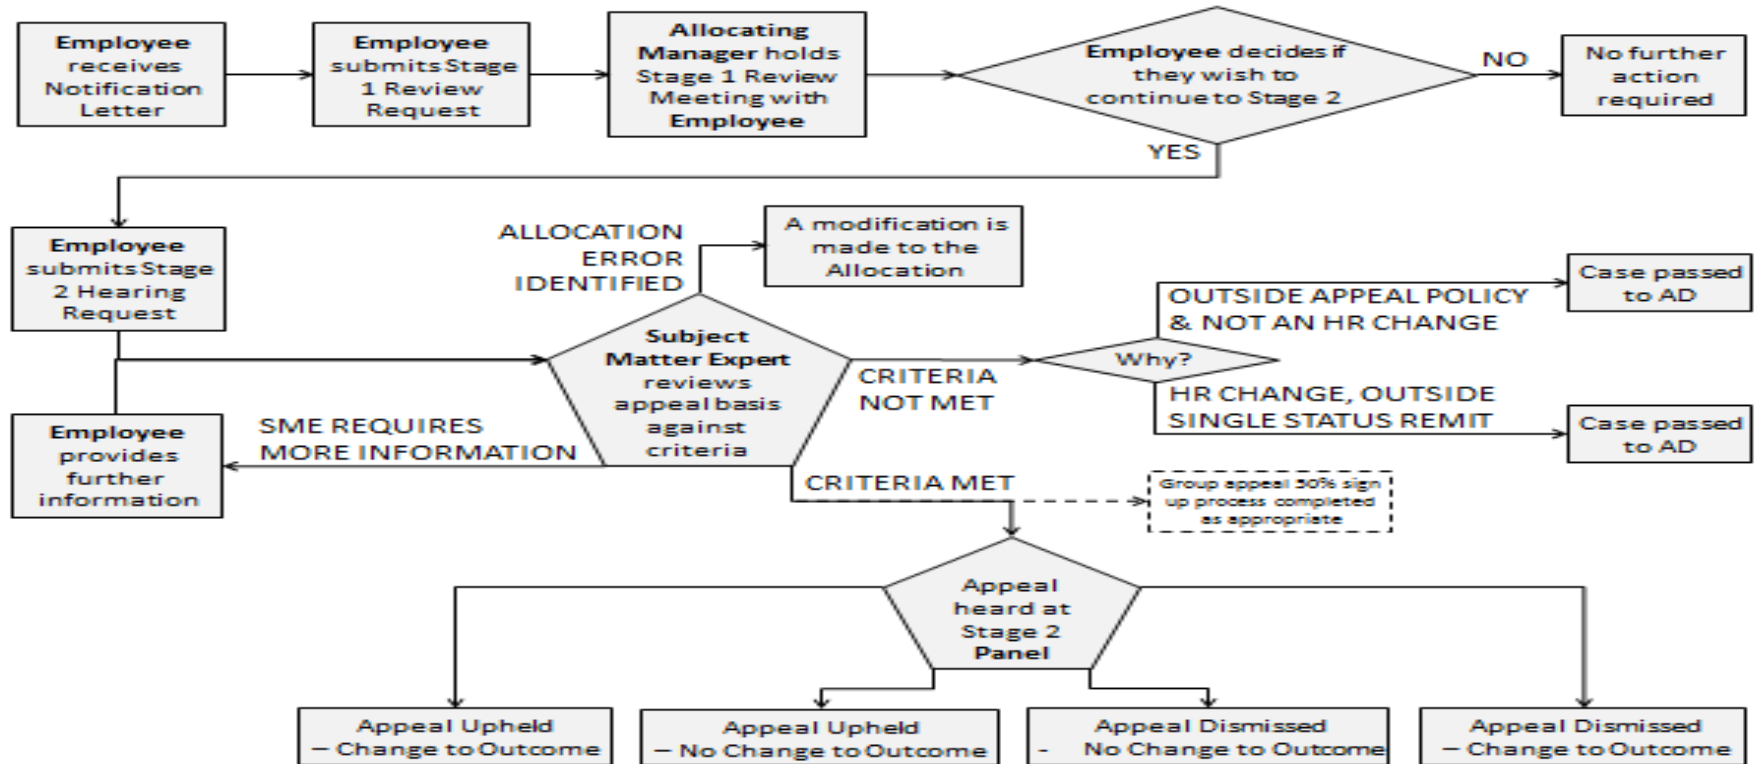 Employee
receives
Notification
Letter
Employee
submits Stage
1 Review
Request
Allocating
Manager holds
Stage 1 Review
Meeting with
Employee
Employee decides if
they wish to
continue to Stage 2
NO
No further
action
required
YES
Employee
submits Stage
2 Hearing
Request
ALLOCATION
ERROR
IDENTIFIED
A modification is
made to the
Allocation
Subject
Matter Expert
reviews
appeal basis
against
criteria
CRITERIA
NOT MET
Why?
OUTSIDE APPEAL POLICY
& NOT AN HR CHANGE
Case passed
to AD
HR CHANGE, OUTSIDE
SINGLE STATUS REMIT
Case passed
to AD
SME REQUIRES
MORE INFORMATION
Employee
provides
further
information
CRITERIA MET
Group appeal 50% sign
up process completed
as appropriate
Appeal
heard at
Stage 2
Panel
Appeal Upheld
– Change to Outcome
Appeal Upheld
– No Change to Outcome
Appeal Dismissed
- No Change to Outcome
Appeal Dismissed
– Change to Outcome